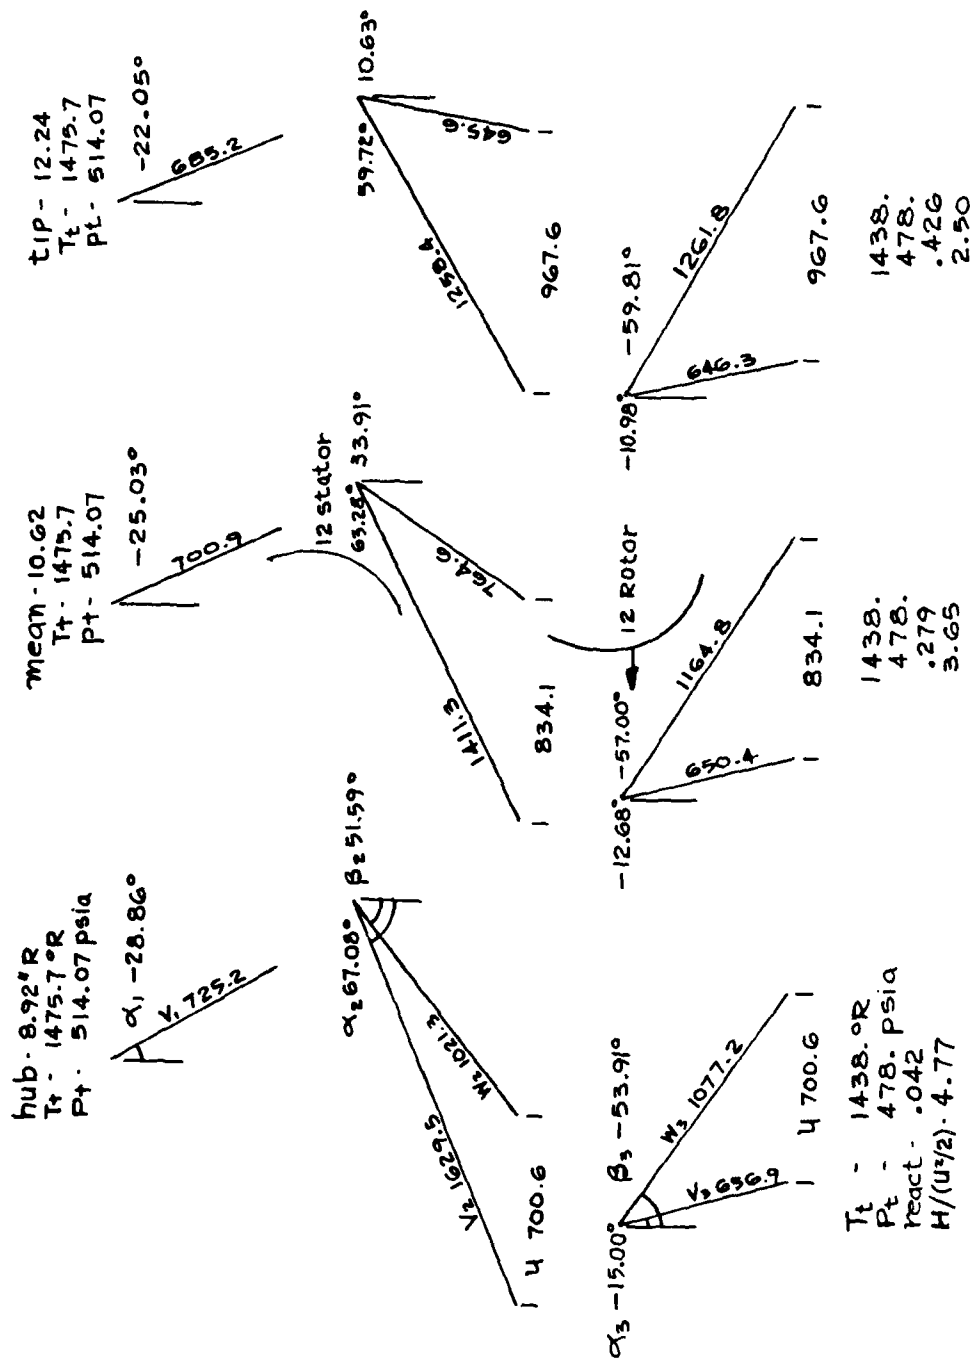 hub - 8.92"R
Tt - 1475.7°R
Pt - 514.07 psia
α₁ -28.86°
V₁ 725.2
α₂ 67.08°
β₂ 51.59°
V₂ 1629.5
W₂ 1021.3
U 700.6
α₃ -15.00°
β₃ -53.91°
V₃ 656.9
W₃ 1077.2
U 700.6
Tt - 1438.°R
Pt - 478. psia
react - .042
H/(U²/2) - 4.77
mean - 10.62
Tt - 1475.7
Pt - 514.07
-25.03°
700.9
12 stator
63.28°
33.91°
1411.3
764.6
834.1
12 Rotor
-12.68°
-57.00°
650.4
1164.8
834.1
1438.
478.
.279
3.65
tip - 12.24
Tt - 1475.7
Pt - 514.07
-22.05°
685.2
59.72°
10.63°
1258.4
645.6
967.6
-10.98°
-59.81°
646.3
1261.8
967.6
1438.
478.
.426
2.50